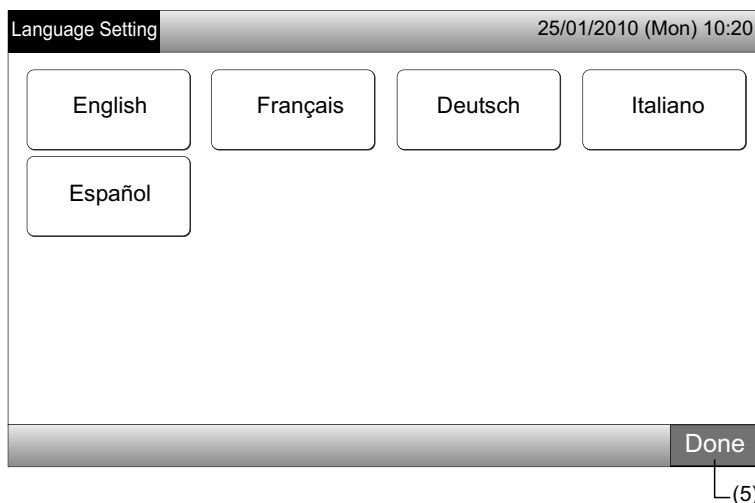 Language Setting 25/01/2010 (Mon) 10:20
English Français Deutsch Italiano
Español
Done
(5)